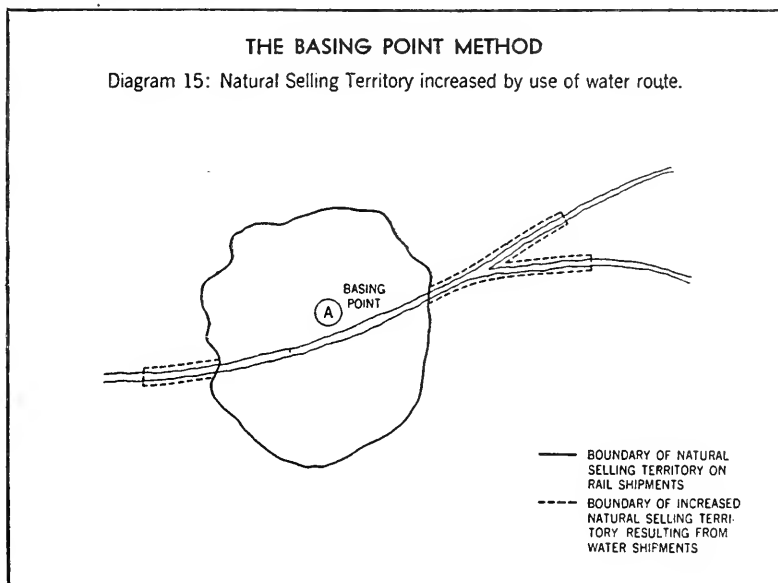 THE BASING POINT METHOD
Diagram 15: Natural Selling Territory increased by use of water route.
BASING
POINT
A
BOUNDARY OF NATURAL
SELLING TERRITORY ON
RAIL SHIPMENTS
BOUNDARY OF INCREASED
NATURAL SELLING TERRI-
TORY RESULTING FROM
WATER SHIPMENTS